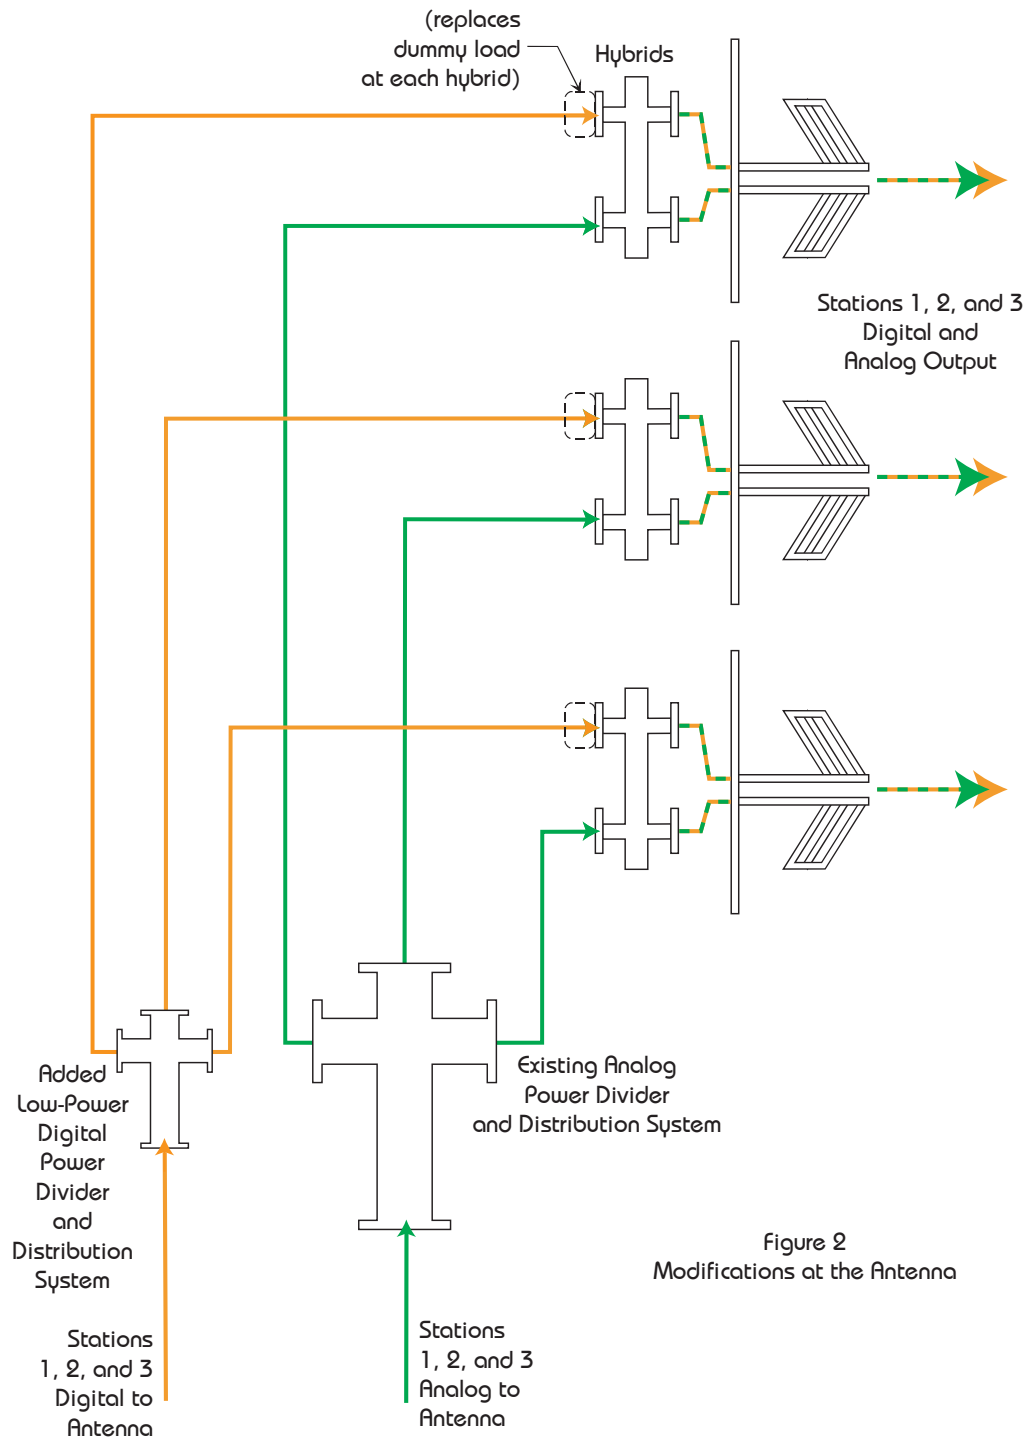 (replaces
dummy load
at each hybrid)
Hybrids
Stations 1, 2, and 3
Digital and
Analog Output
Added
Low-Power
Digital
Power
Divider
and
Distribution
System
Existing Analog
Power Divider
and Distribution System
Figure 2
Modifications at the Antenna
Stations
1, 2, and 3
Digital to
Antenna
Stations
1, 2, and 3
Analog to
Antenna